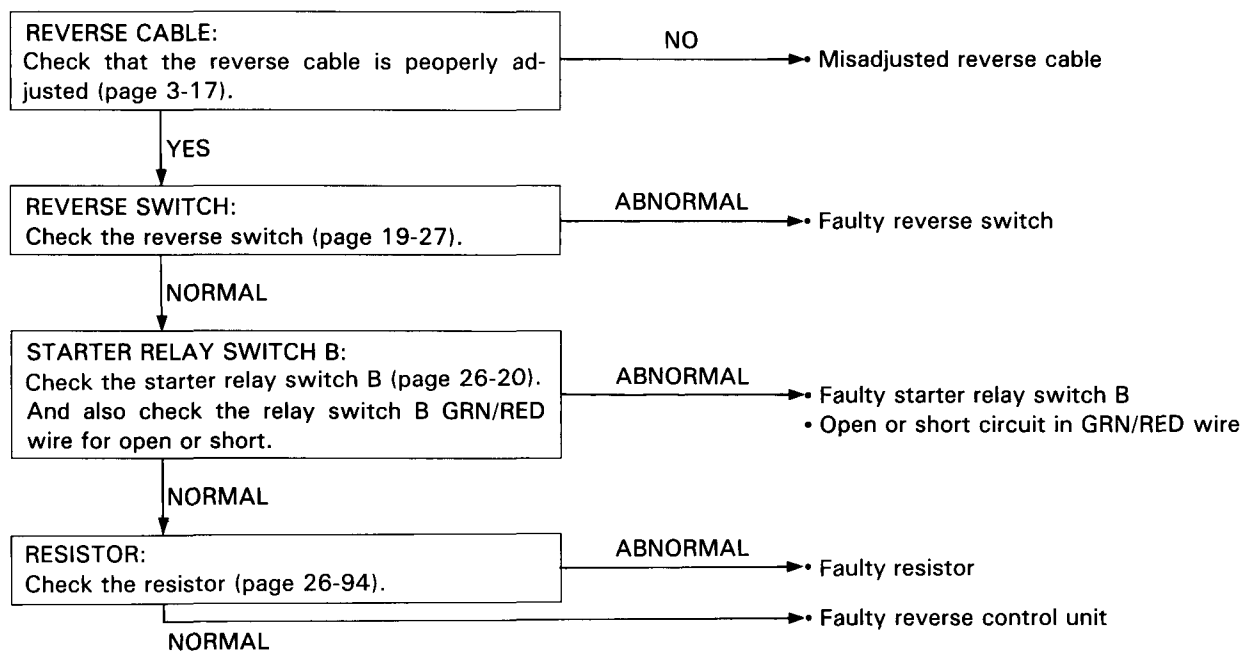 REVERSE CABLE:
Check that the reverse cable is peoperly ad-
justed (page 3-17).
NO
• Misadjusted reverse cable
YES
REVERSE SWITCH:
Check the reverse switch (page 19-27).
ABNORMAL
• Faulty reverse switch
NORMAL
STARTER RELAY SWITCH B:
Check the starter relay switch B (page 26-20).
And also check the relay switch B GRN/RED
wire for open or short.
ABNORMAL
• Faulty starter relay switch B
• Open or short circuit in GRN/RED wire
NORMAL
RESISTOR:
Check the resistor (page 26-94).
ABNORMAL
• Faulty resistor
NORMAL
• Faulty reverse control unit